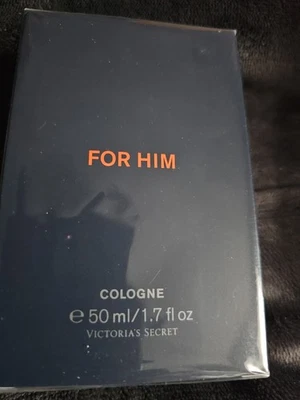 FOR HIM
COLOGNE
℮ 50 ml/1.7 fl oz
VICTORIA'S SECRET